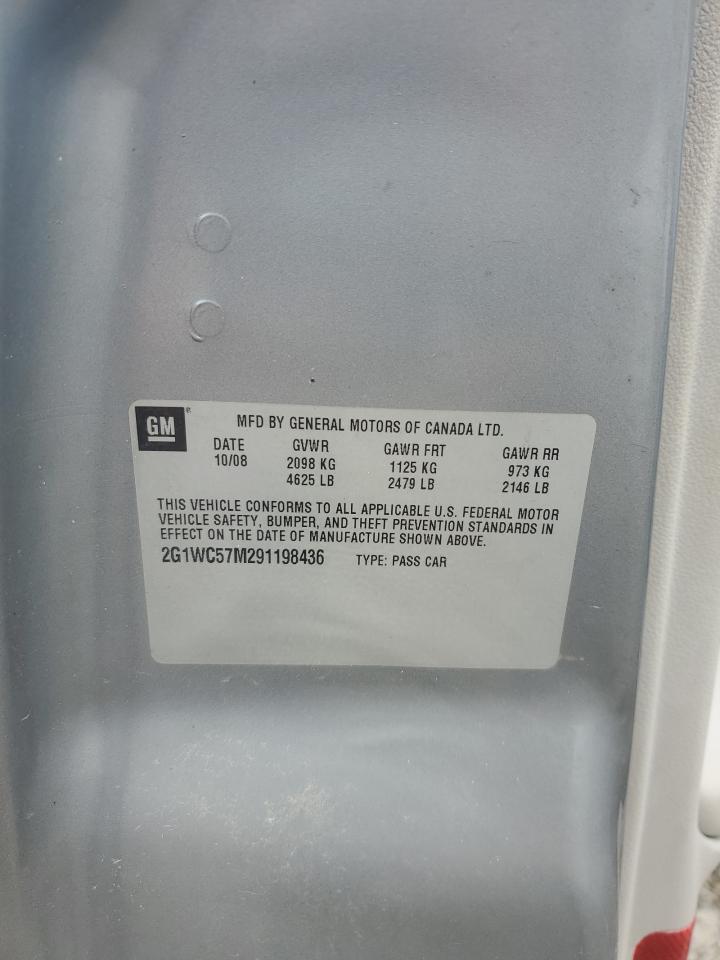 GM ®
MFD BY GENERAL MOTORS OF CANADA LTD.
DATE GVWR GAWR FRT GAWR RR
10/08 2098 KG 1125 KG 973 KG
4625 LB 2479 LB 2146 LB
THIS VEHICLE CONFORMS TO ALL APPLICABLE U.S. FEDERAL MOTOR
VEHICLE SAFETY, BUMPER, AND THEFT PREVENTION STANDARDS IN
EFFECT ON THE DATE OF MANUFACTURE SHOWN ABOVE.
2G1WC57M291198436 TYPE: PASS CAR